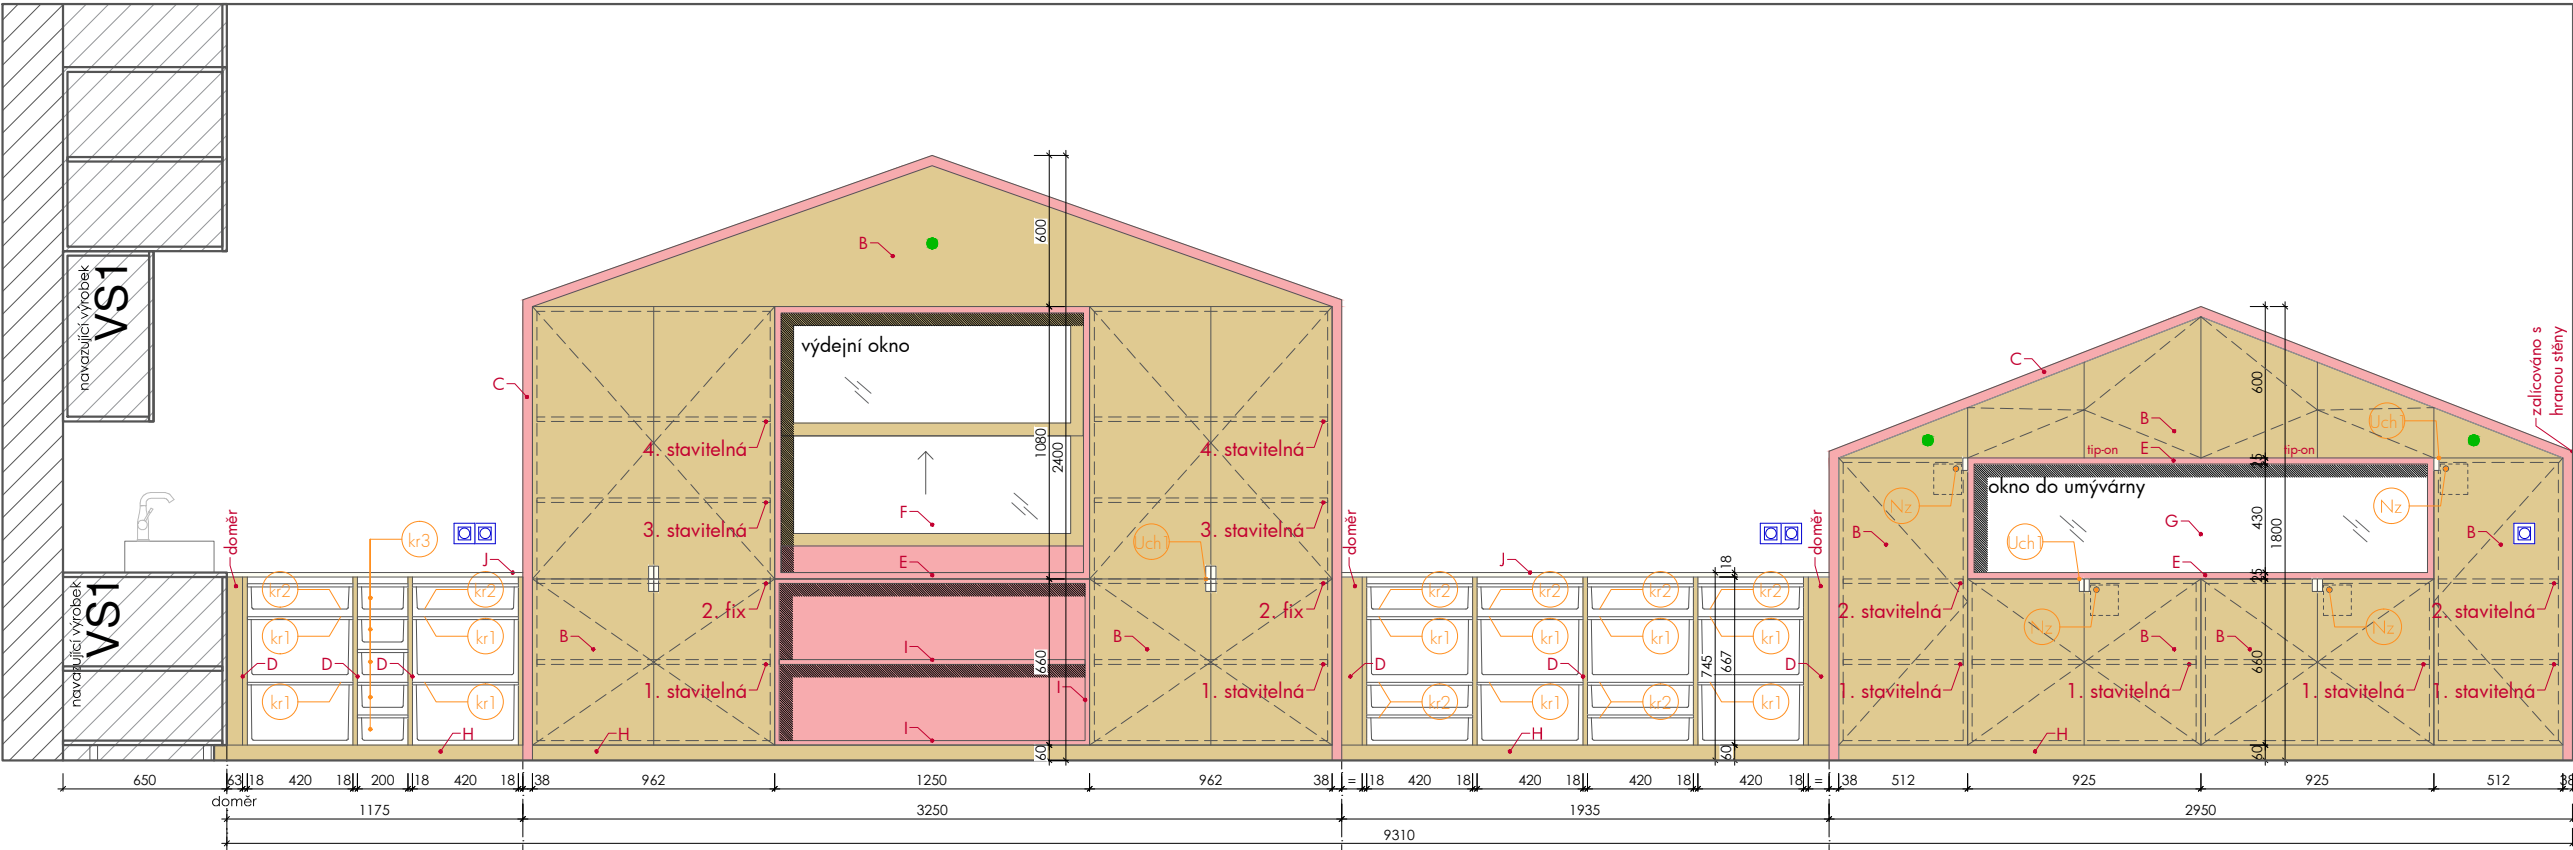 navazující výrobek
VS1
navazující výrobek
VS1
doměr
kr3
J
kr2
kr2
kr1
kr1
D
D
D
kr1
kr1
H
C
B
600
výdejní okno
4. stavitelná
3. stavitelná
2. fix
1. stavitelná
B
H
1080
2400
F
E
I
660
I
I
60
4. stavitelná
3. stavitelná
Uch1
2. fix
B
1. stavitelná
doměr
J
doměr
kr2
kr2
kr2
kr2
kr1
kr1
kr1
kr1
D
D
D
kr2
kr1
kr2
kr1
H
18
745
667
60
C
B
E
tip-on
tip-on
600
Uch1
zalícováno s
hranou stěny
okno do umývárny
Nz
Nz
B
Uch1
G
430
1800
B
E
25
2. stavitelná
2. stavitelná
Nz
Nz
B
B
660
1. stavitelná
1. stavitelná
1. stavitelná
1. stavitelná
H
60
650
63
18
420
18
200
18
420
18
38
962
1250
962
38
=
18
420
18
420
18
420
18
420
18
=
38
512
925
925
512
38
doměr
1175
3250
1935
2950
9310